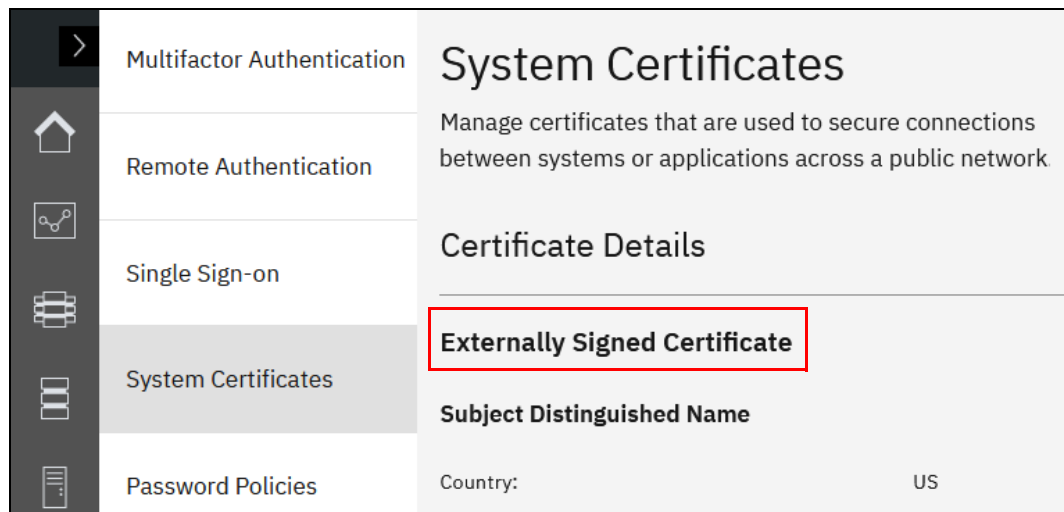 Multifactor Authentication
Remote Authentication
Single Sign-on
System Certificates
Password Policies
System Certificates
Manage certificates that are used to secure connections
between systems or applications across a public network.
Certificate Details
Externally Signed Certificate
Subject Distinguished Name
Country: US